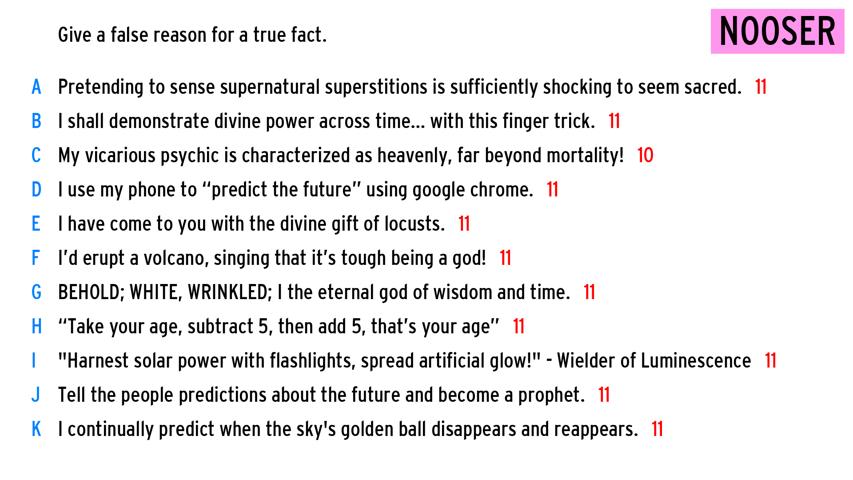 Give a false reason for a true fact.
NOOSER
A Pretending to sense supernatural superstitions is sufficiently shocking to seem sacred. 11
B I shall demonstrate divine power across time... with this finger trick. 11
C My vicarious psychic is characterized as heavenly, far beyond mortality! 10
D I use my phone to “predict the future” using google chrome. 11
E I have come to you with the divine gift of locusts. 11
F I’d erupt a volcano, singing that it’s tough being a god! 11
G BEHOLD; WHITE, WRINKLED; I the eternal god of wisdom and time. 11
H “Take your age, subtract 5, then add 5, that’s your age” 11
I "Harnest solar power with flashlights, spread artificial glow!" - Wielder of Luminescence 11
J Tell the people predictions about the future and become a prophet. 11
K I continually predict when the sky's golden ball disappears and reappears. 11